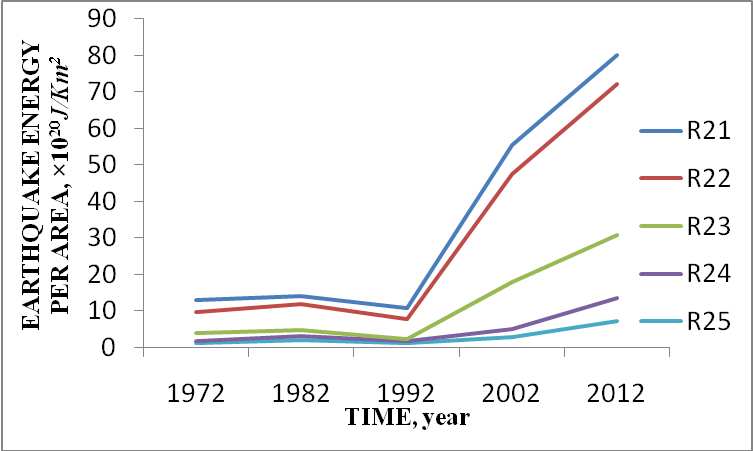 EARTHQUAKE ENERGY
PER AREA, ×10²⁰J/Km²
90
80
70
60
50
40
30
20
10
0
1972 1982 1992 2002 2012
TIME, year
R21
R22
R23
R24
R25